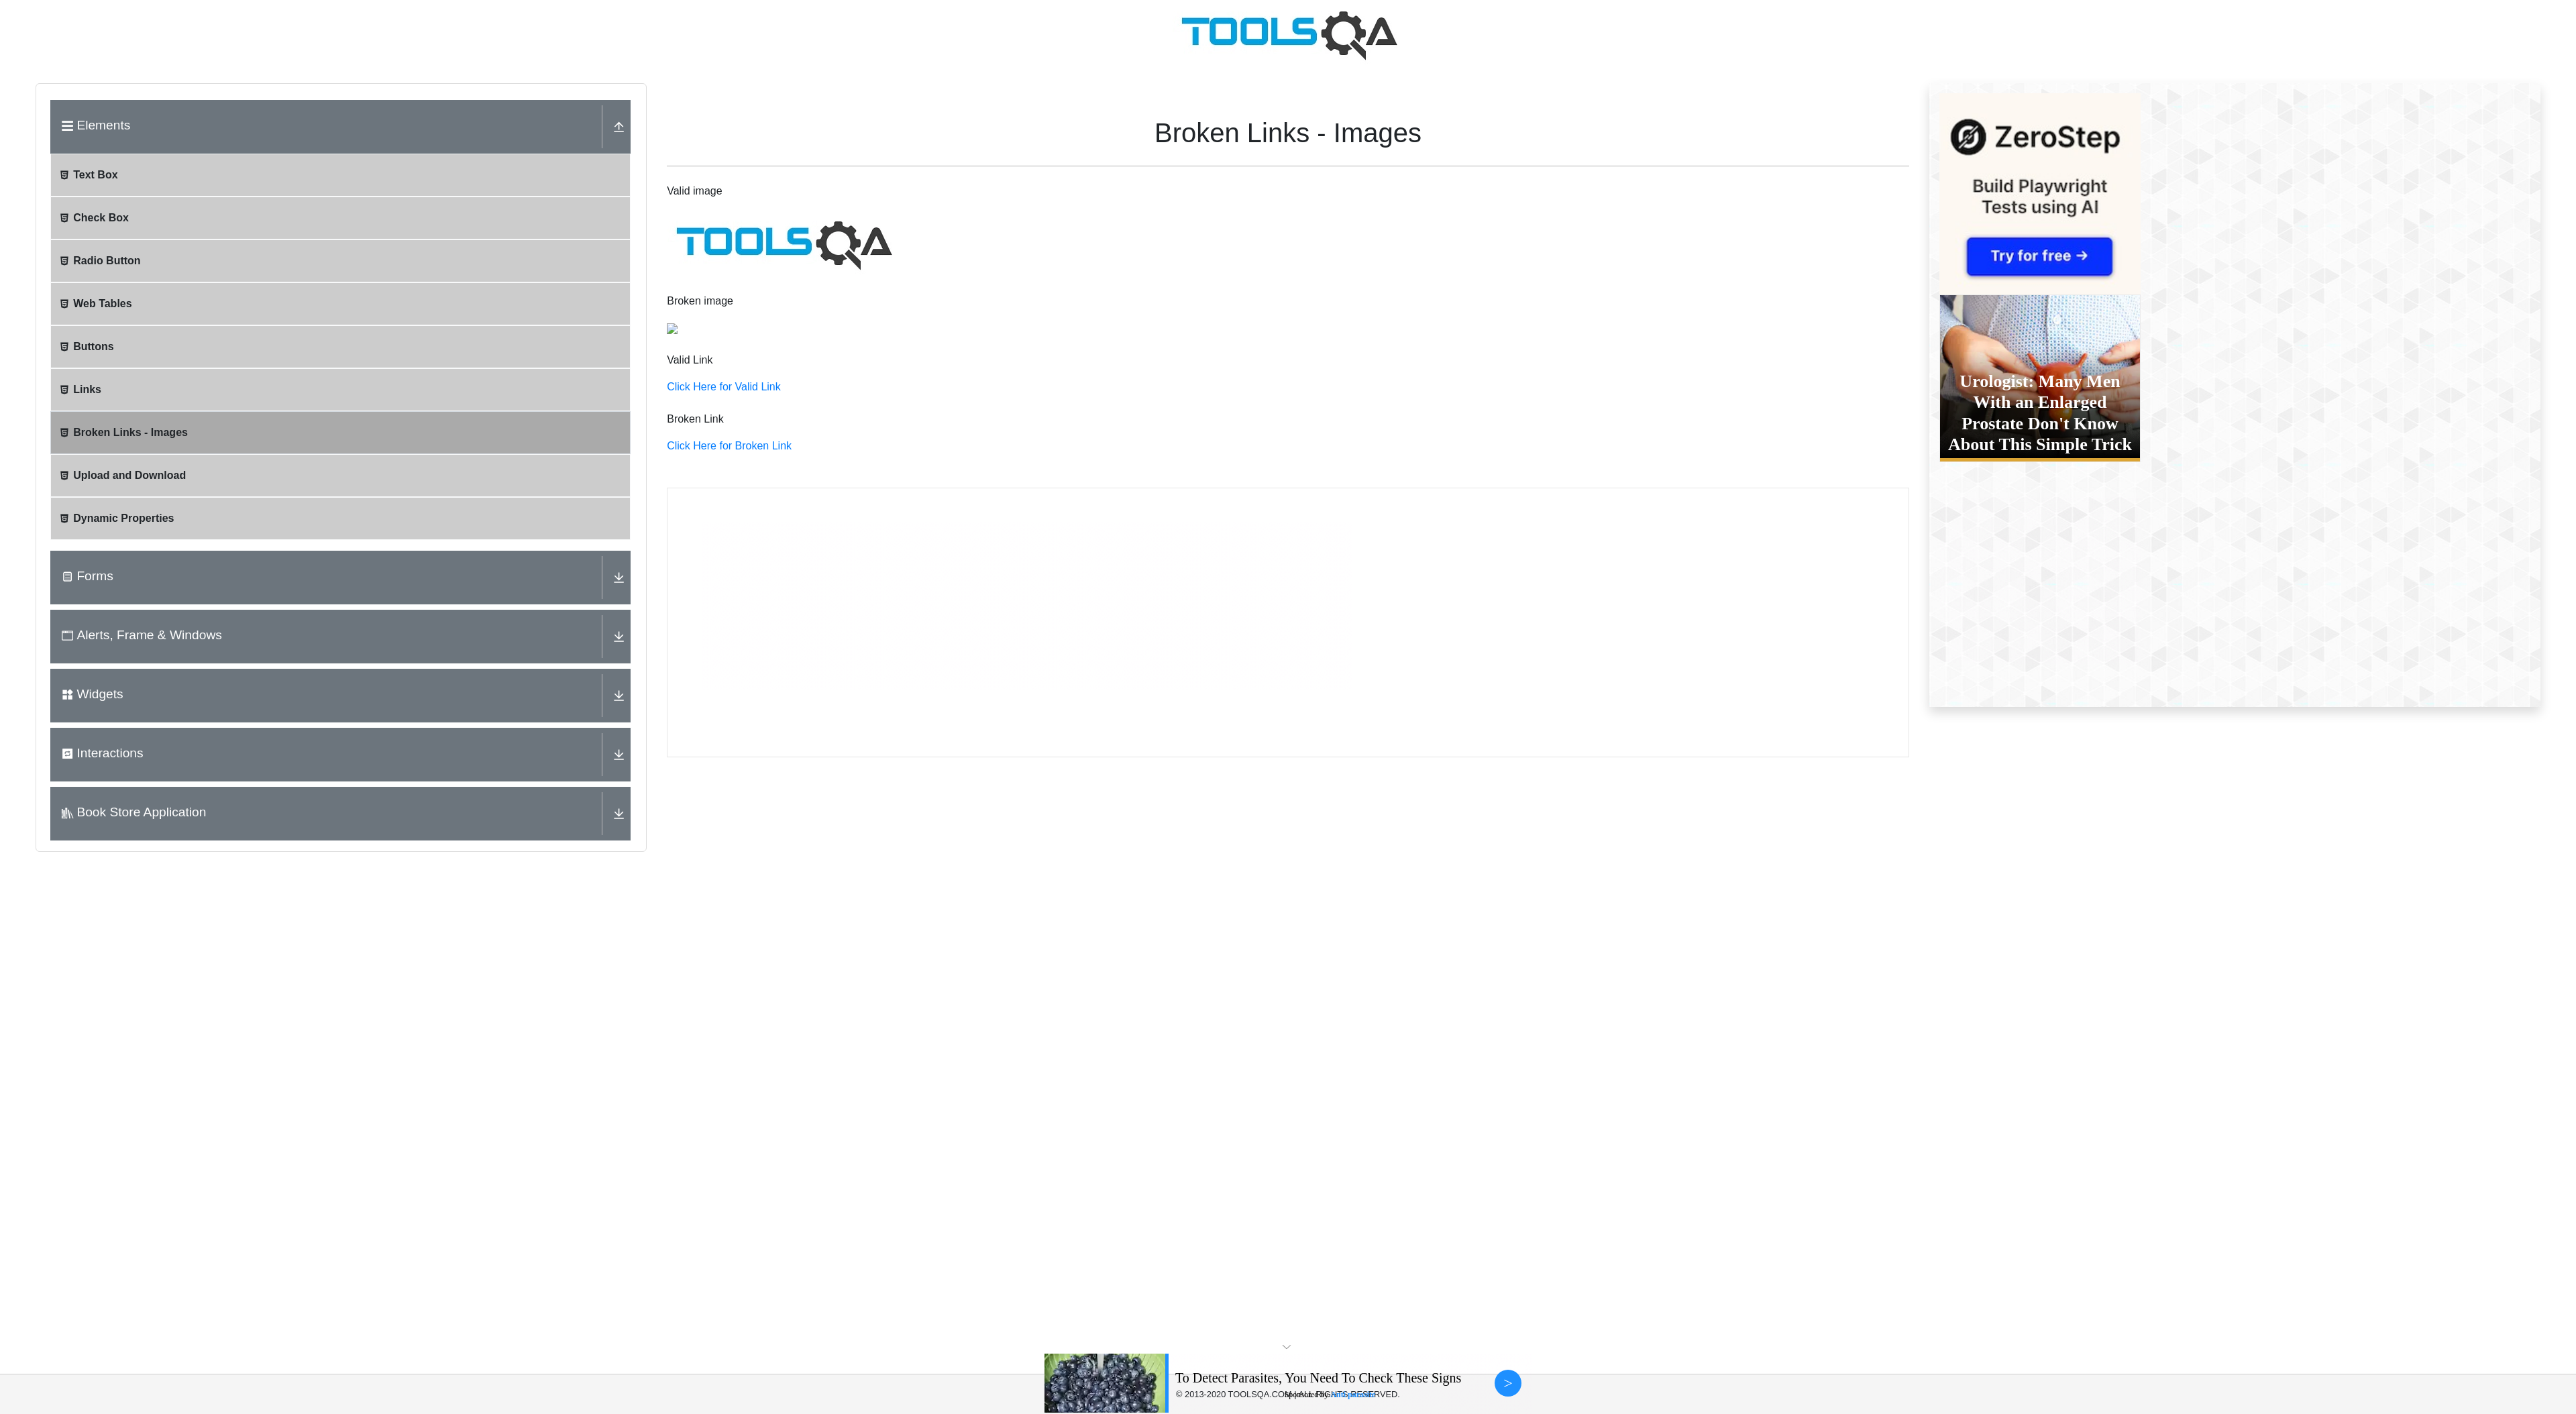 TOOLSQA
Elements
Text Box
Check Box
Radio Button
Web Tables
Buttons
Links
Broken Links - Images
Upload and Download
Dynamic Properties
Forms
Alerts, Frame & Windows
Widgets
Interactions
Book Store Application
Broken Links - Images
Valid image
TOOLSQA
Broken image
Valid Link
Click Here for Valid Link
Broken Link
Click Here for Broken Link
ZeroStep
Build Playwright
Tests using AI
Try for free →
Urologist: Many Men
With an Enlarged
Prostate Don't Know
About This Simple Trick
To Detect Parasites, You Need To Check These Signs
>
© 2013-2020 TOOLSQA.COM | ALL RIGHTS RESERVED.